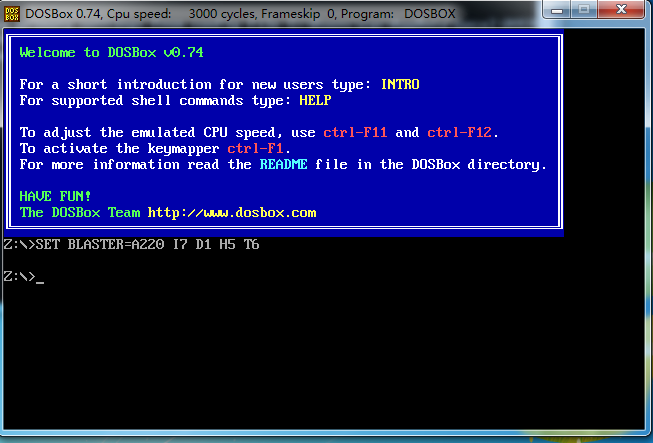 DOS
BOX
DOSBox 0.74, Cpu speed: 3000 cycles, Frameskip 0, Program: DOSBOX
Welcome to DOSBox v0.74
For a short introduction for new users type: INTRO
For supported shell commands type: HELP
To adjust the emulated CPU speed, use ctrl-F11 and ctrl-F12.
To activate the keymapper ctrl-F1.
For more information read the README file in the DOSBox directory.
HAVE FUN!
The DOSBox Team http://www.dosbox.com
Z:\>SET BLASTER=A220 I7 D1 H5 T6
Z:\>_